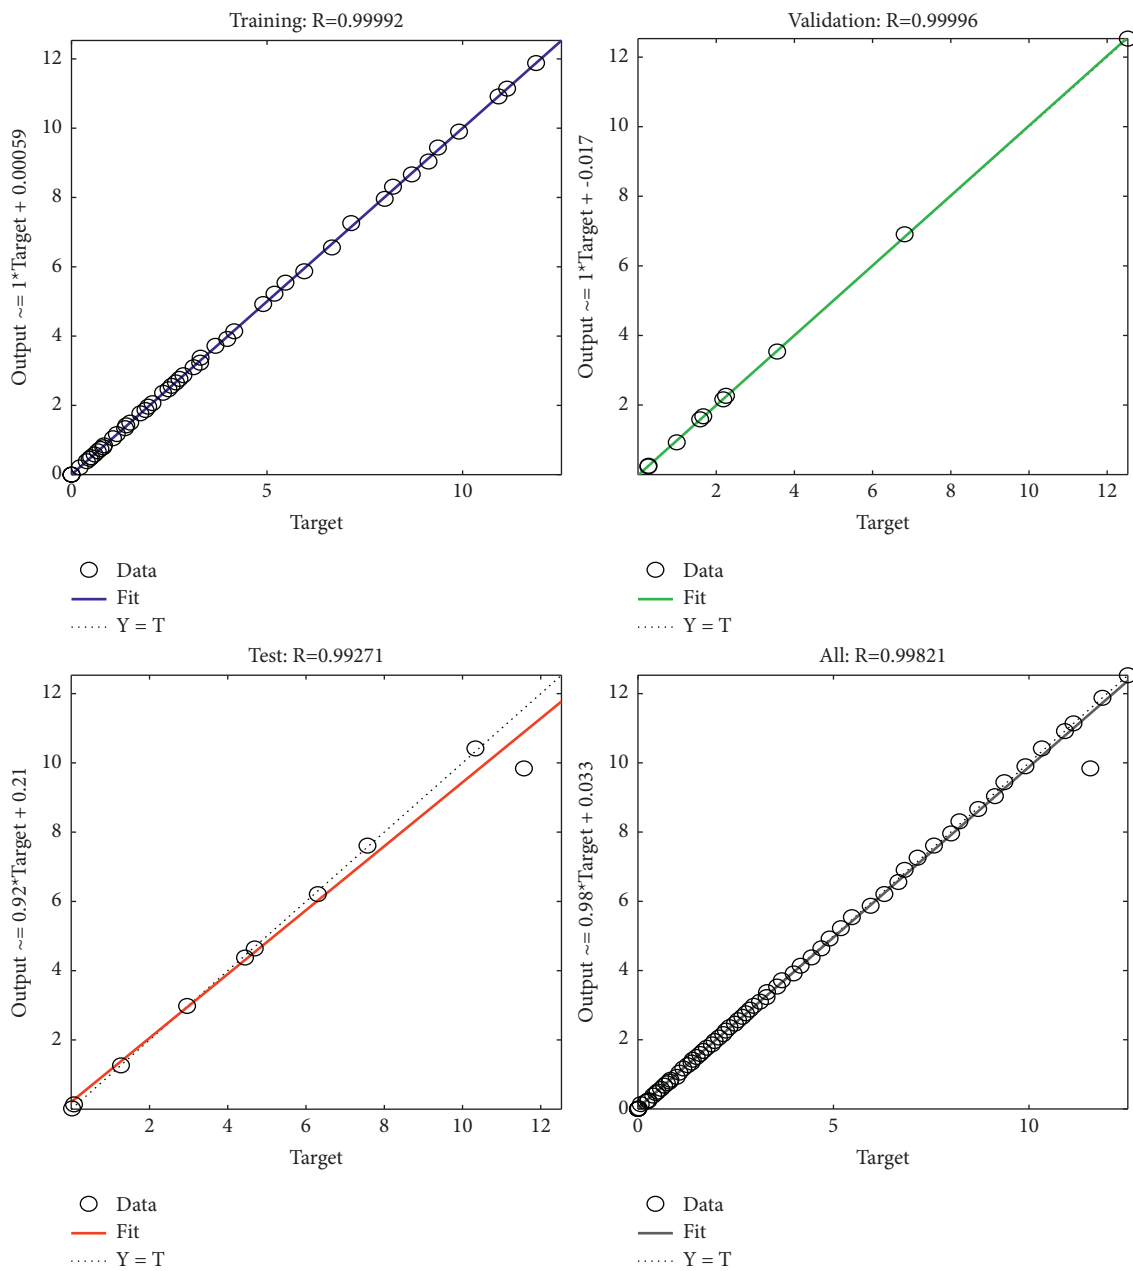 Training: R=0.99992
Output ~= 1*Target + 0.00059
12
10
8
6
4
2
0
0
5
10
Target
Data
Fit
Y = T
Validation: R=0.99996
Output ~= 1*Target + -0.017
12
10
8
6
4
2
2
4
6
8
10
12
Target
Data
Fit
Y = T
Test: R=0.99271
Output ~= 0.92*Target + 0.21
12
10
8
6
4
2
2
4
6
8
10
12
Target
Data
Fit
Y = T
All: R=0.99821
Output ~= 0.98*Target + 0.033
12
10
8
6
4
2
0
0
5
10
Target
Data
Fit
Y = T